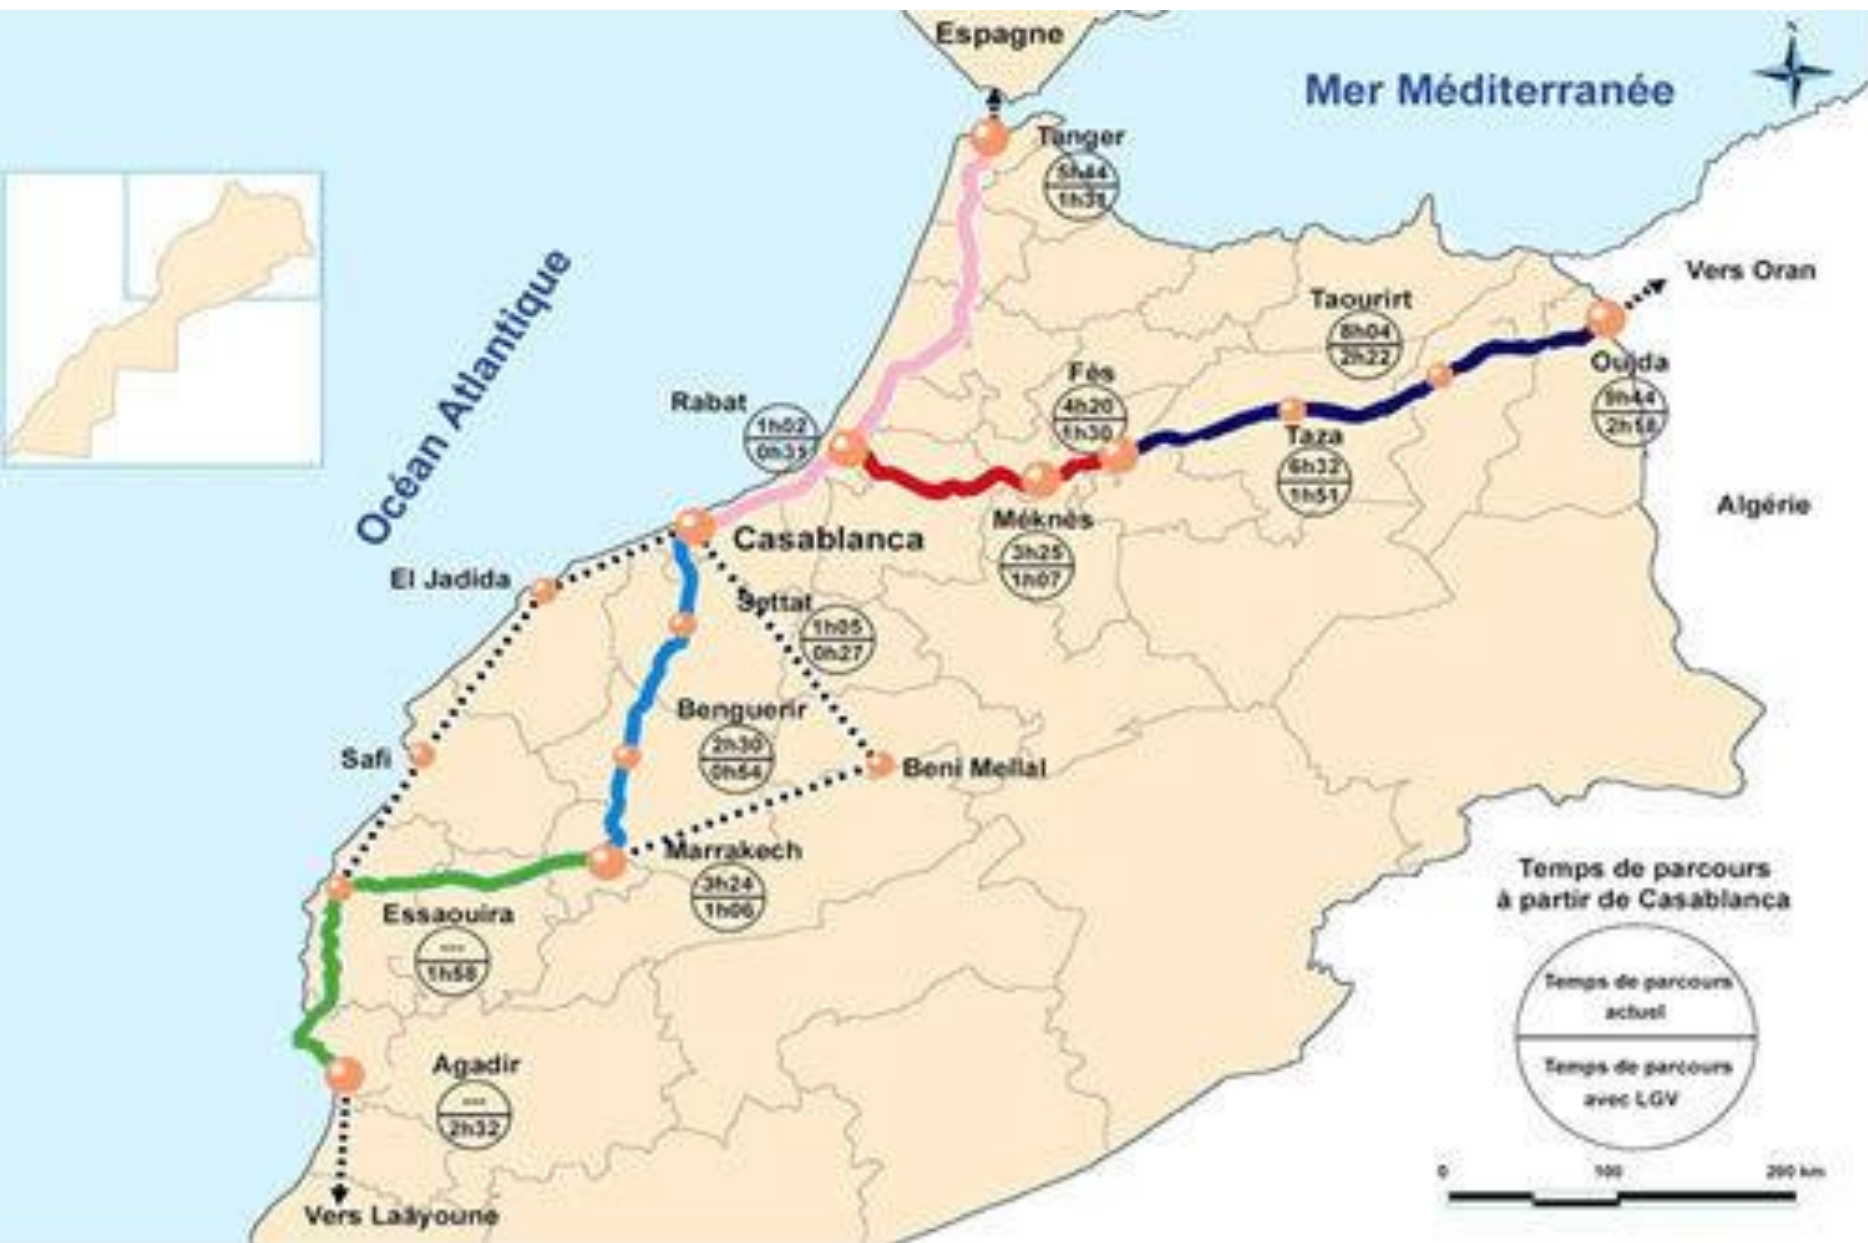 Espagne
Mer Méditerranée
N
Tanger
5h44
1h31
Océan Atlantique
Vers Oran
Taourirt
8h04
2h22
Oujda
9h44
2h58
Fés
4h20
1h30
Rabat
1h02
0h31
Taza
6h32
1h51
Algérie
Méknès
3h25
1h07
Casablanca
El Jadida
Settat
1h05
0h27
Benguerir
2h30
0h54
Safi
Beni Mellal
Marrakech
3h24
1h06
Essaouira
---
1h58
Agadir
---
2h32
Vers Laâyoune
Temps de parcours
à partir de Casablanca
Temps de parcours
actuel
Temps de parcours
avec LGV
0 100 200 km